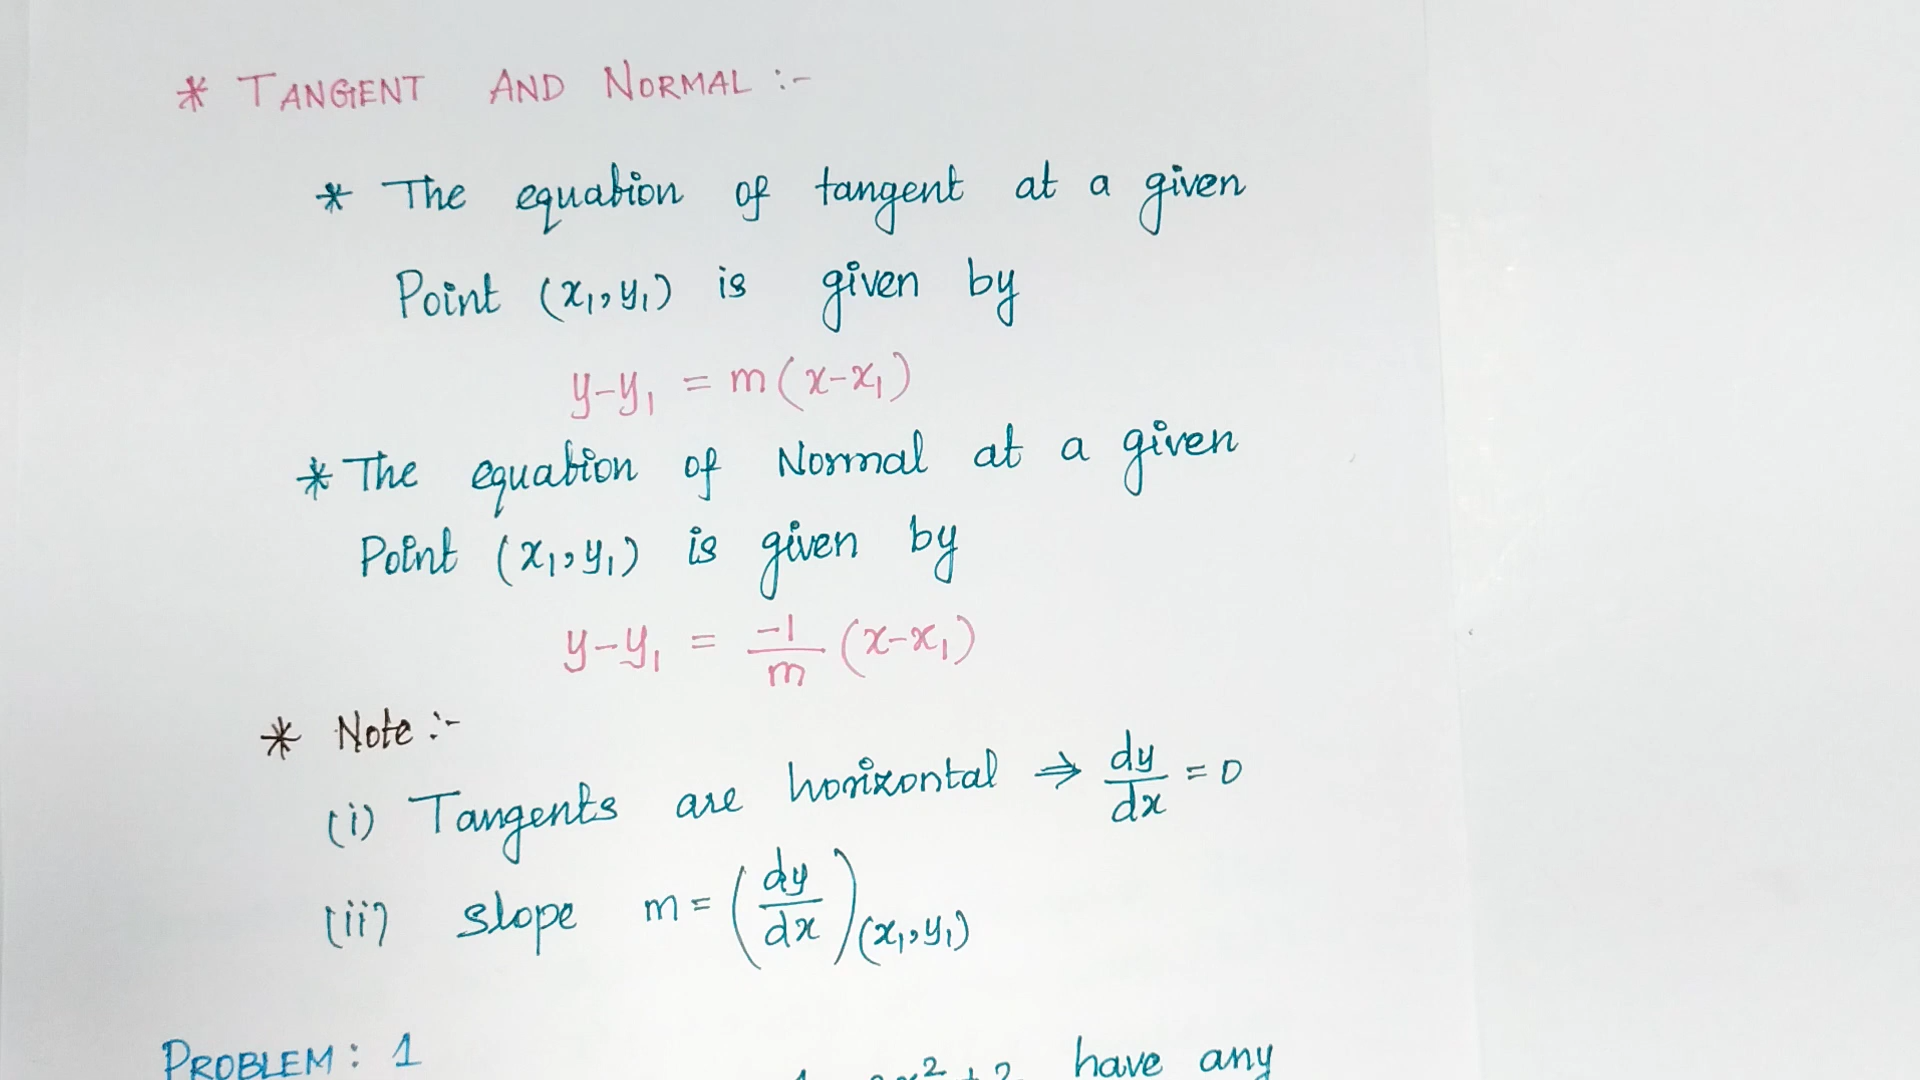 * TANGENT AND NORMAL :-
* The equation of tangent at a given
Point (x₁, y₁) is given by
y-y₁ = m(x-x₁)
* The equation of Normal at a given
Point (x₁, y₁) is given by
y-y₁ = -1/m (x-x₁)
* Note :-
(i) Tangents are horizontal ⇒ dy/dx = 0
(ii) slope m = (dy/dx)(x₁, y₁)
PROBLEM : 1
have any